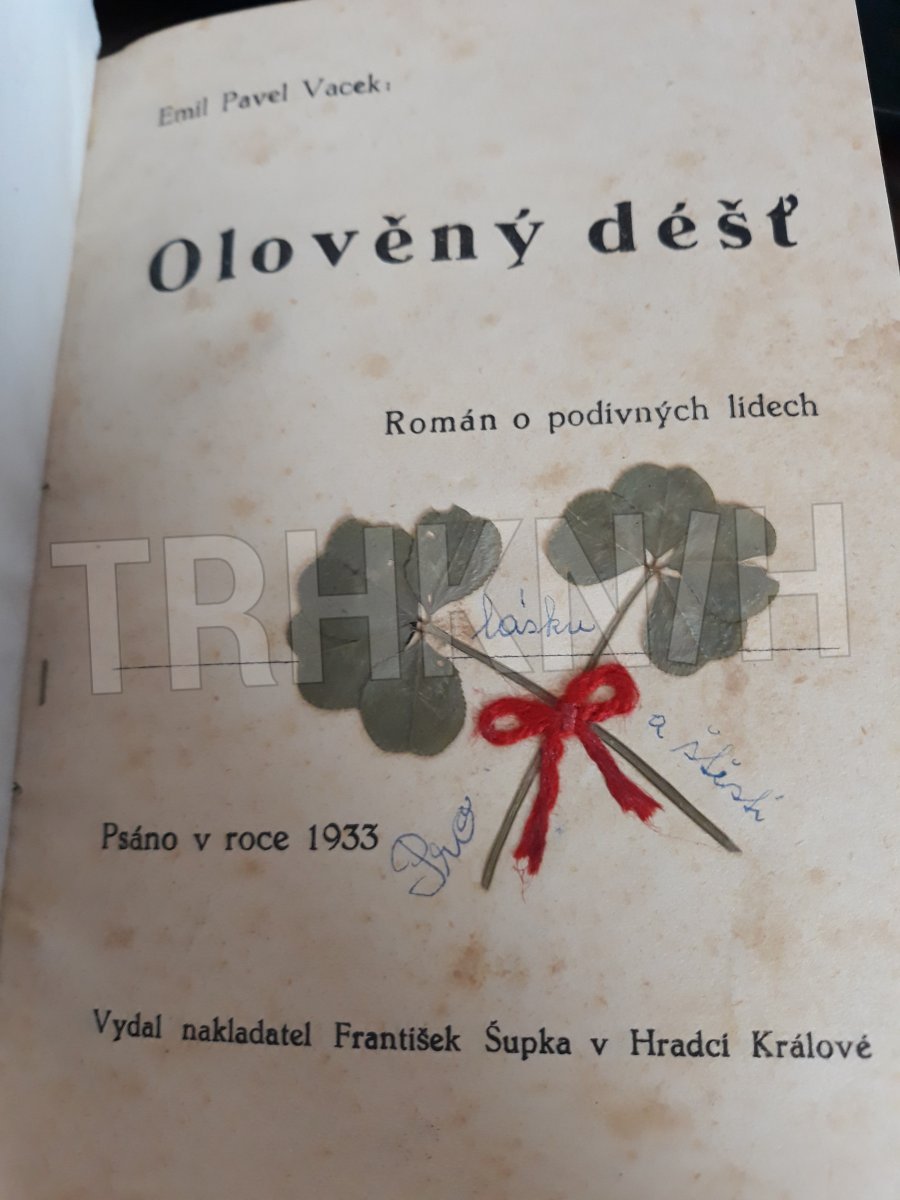 Emil Pavel Vacek:
Olověný déšť
Román o podivných lidech
TRHKNIH
Pro lásku
a štěstí
Psáno v roce 1933
Vydal nakladatel František Šupka v Hradci Králové